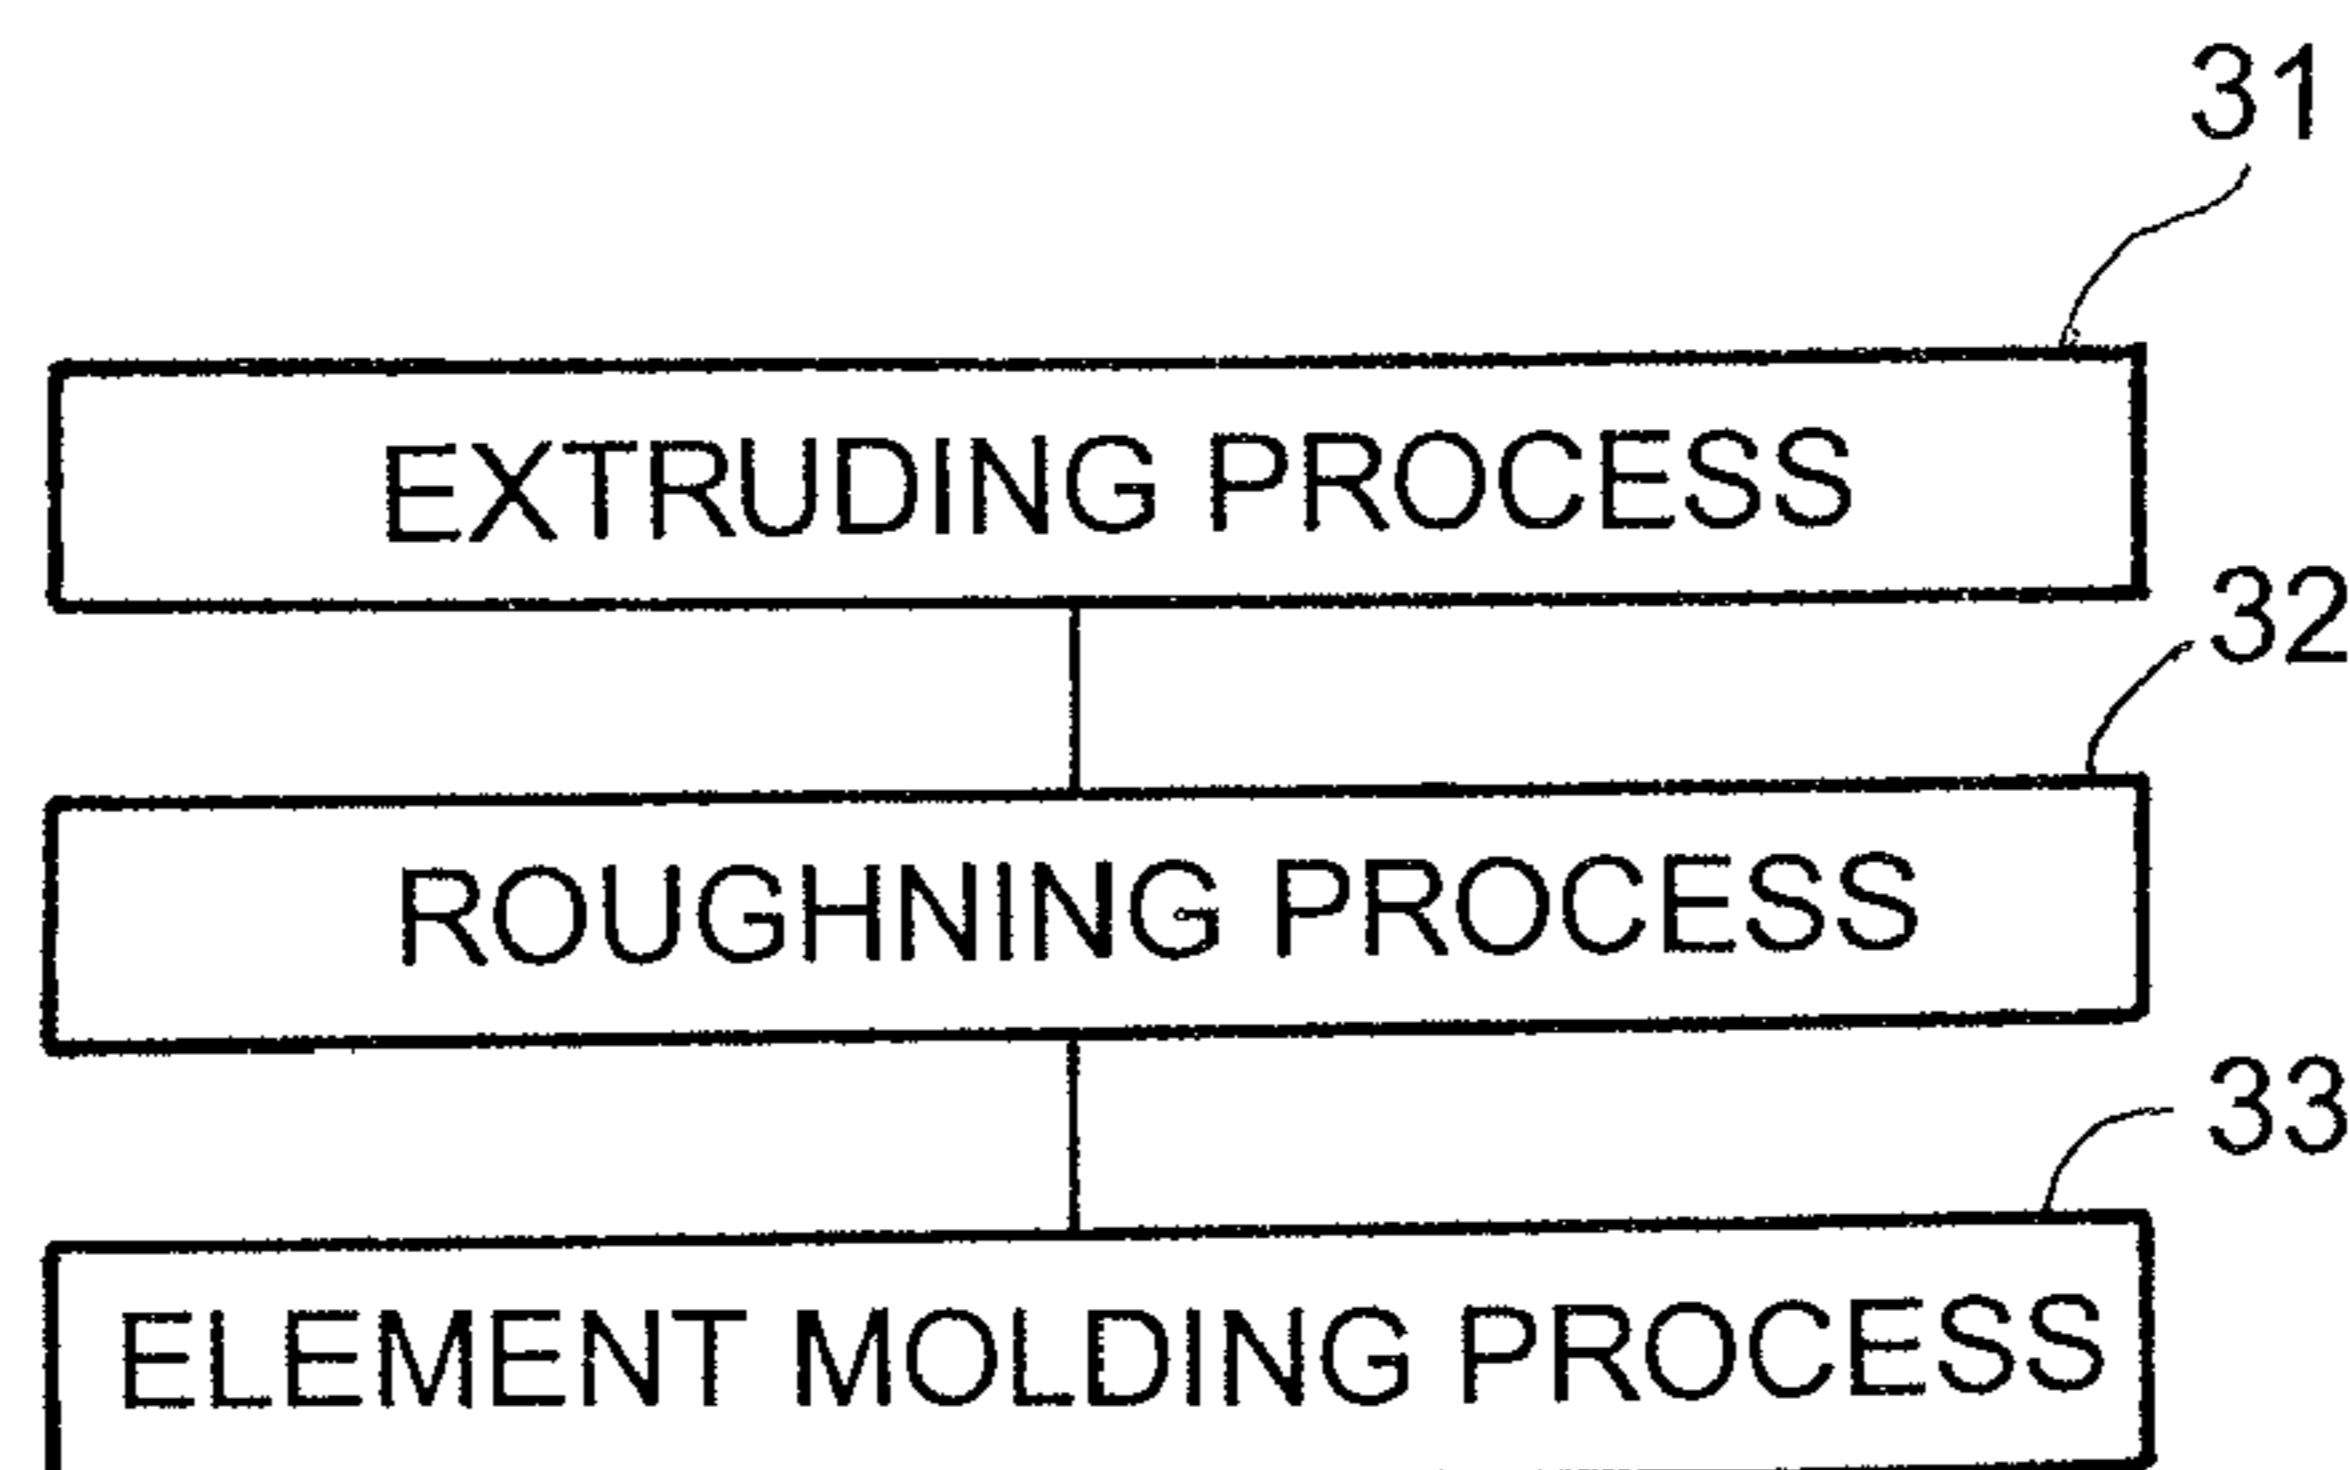 31
EXTRUDING PROCESS
32
ROUGHNING PROCESS
33
ELEMENT MOLDING PROCESS